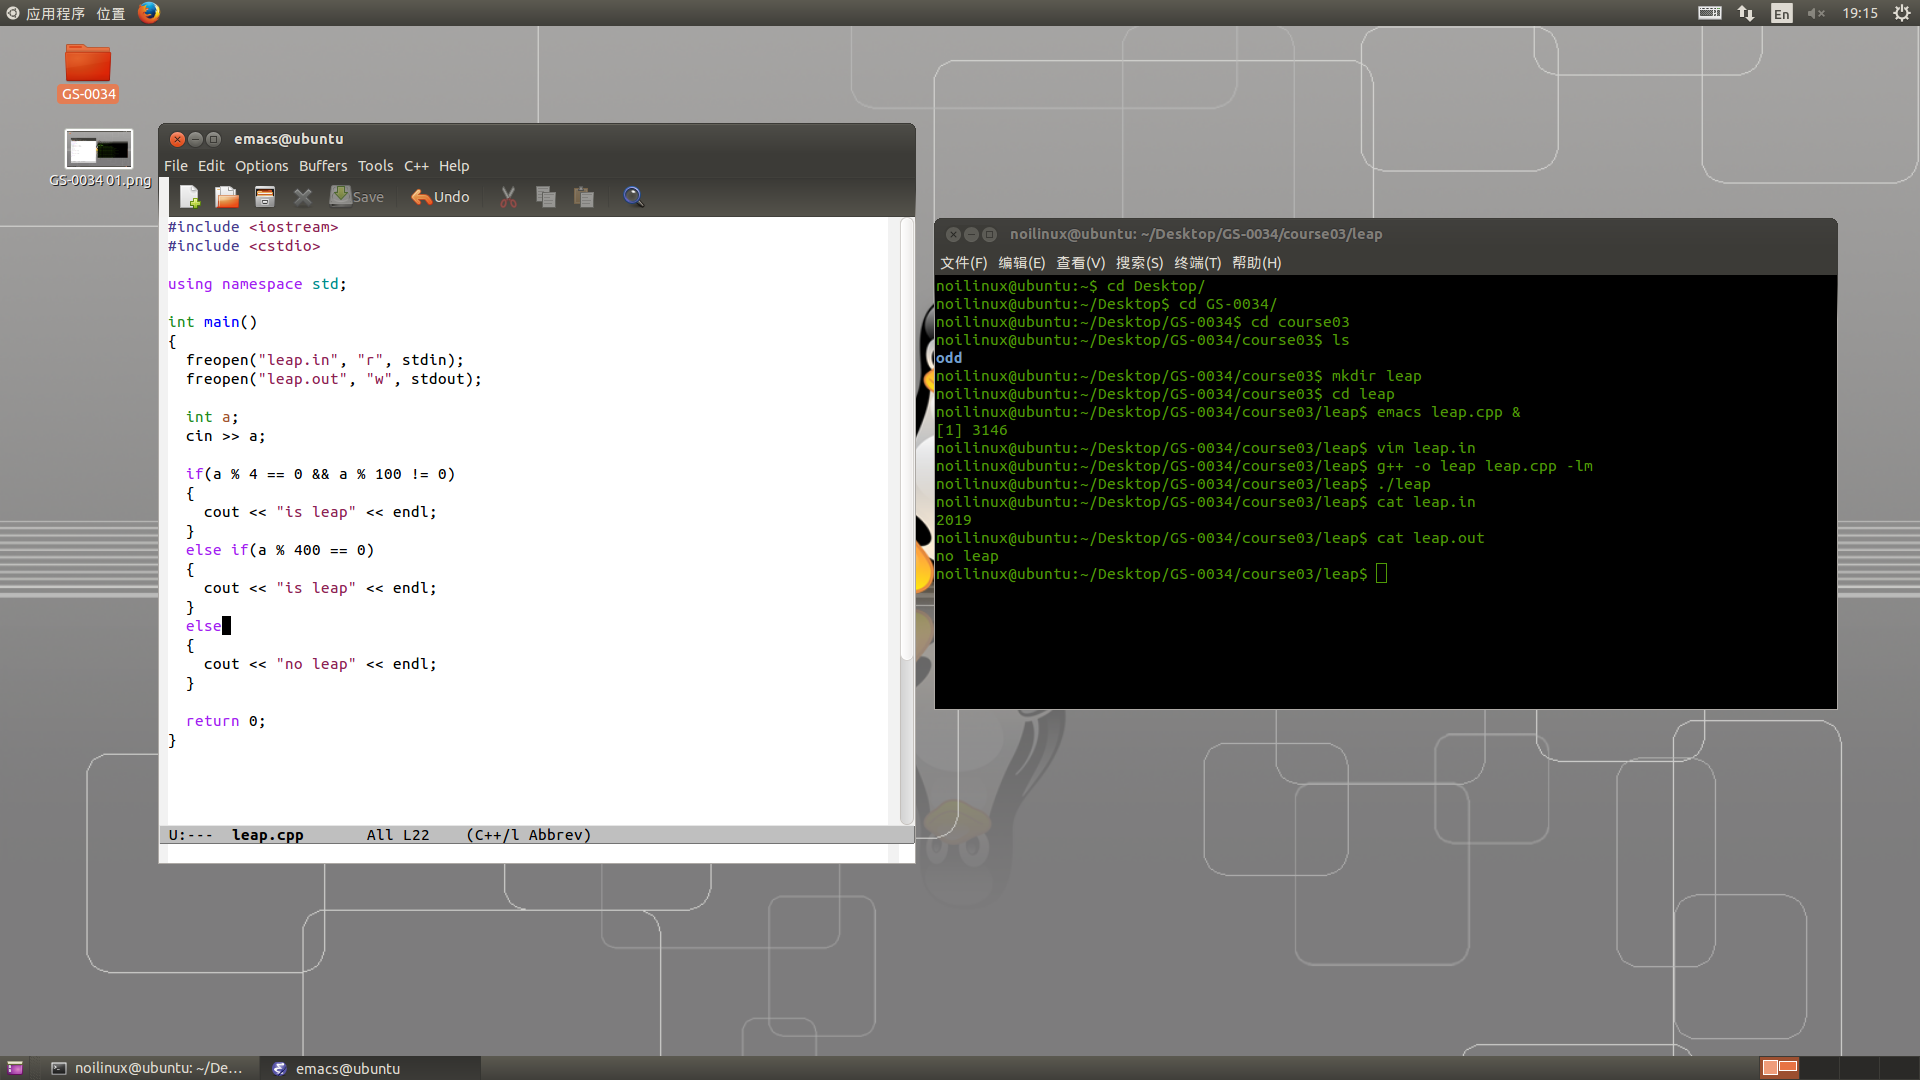 应用程序 位置
En 19:15
GS-0034
GS-0034 01.png
emacs@ubuntu
File Edit Options Buffers Tools C++ Help
Save Undo
#include <iostream>
#include <cstdio>
using namespace std;
int main()
{
freopen("leap.in", "r", stdin);
freopen("leap.out", "w", stdout);
int a;
cin >> a;
if(a % 4 == 0 && a % 100 != 0)
{
cout << "is leap" << endl;
}
else if(a % 400 == 0)
{
cout << "is leap" << endl;
}
else
{
cout << "no leap" << endl;
}
return 0;
}
U:--- leap.cpp All L22 (C++/l Abbrev)
noilinux@ubuntu: ~/Desktop/GS-0034/course03/leap
文件(F) 编辑(E) 查看(V) 搜索(S) 终端(T) 帮助(H)
noilinux@ubuntu:~$ cd Desktop/
noilinux@ubuntu:~/Desktop$ cd GS-0034/
noilinux@ubuntu:~/Desktop/GS-0034$ cd course03
noilinux@ubuntu:~/Desktop/GS-0034/course03$ ls
odd
noilinux@ubuntu:~/Desktop/GS-0034/course03$ mkdir leap
noilinux@ubuntu:~/Desktop/GS-0034/course03$ cd leap
noilinux@ubuntu:~/Desktop/GS-0034/course03/leap$ emacs leap.cpp &
[1] 3146
noilinux@ubuntu:~/Desktop/GS-0034/course03/leap$ vim leap.in
noilinux@ubuntu:~/Desktop/GS-0034/course03/leap$ g++ -o leap leap.cpp -lm
noilinux@ubuntu:~/Desktop/GS-0034/course03/leap$ ./leap
noilinux@ubuntu:~/Desktop/GS-0034/course03/leap$ cat leap.in
2019
noilinux@ubuntu:~/Desktop/GS-0034/course03/leap$ cat leap.out
no leap
noilinux@ubuntu:~/Desktop/GS-0034/course03/leap$
noilinux@ubuntu: ~/De...
emacs@ubuntu